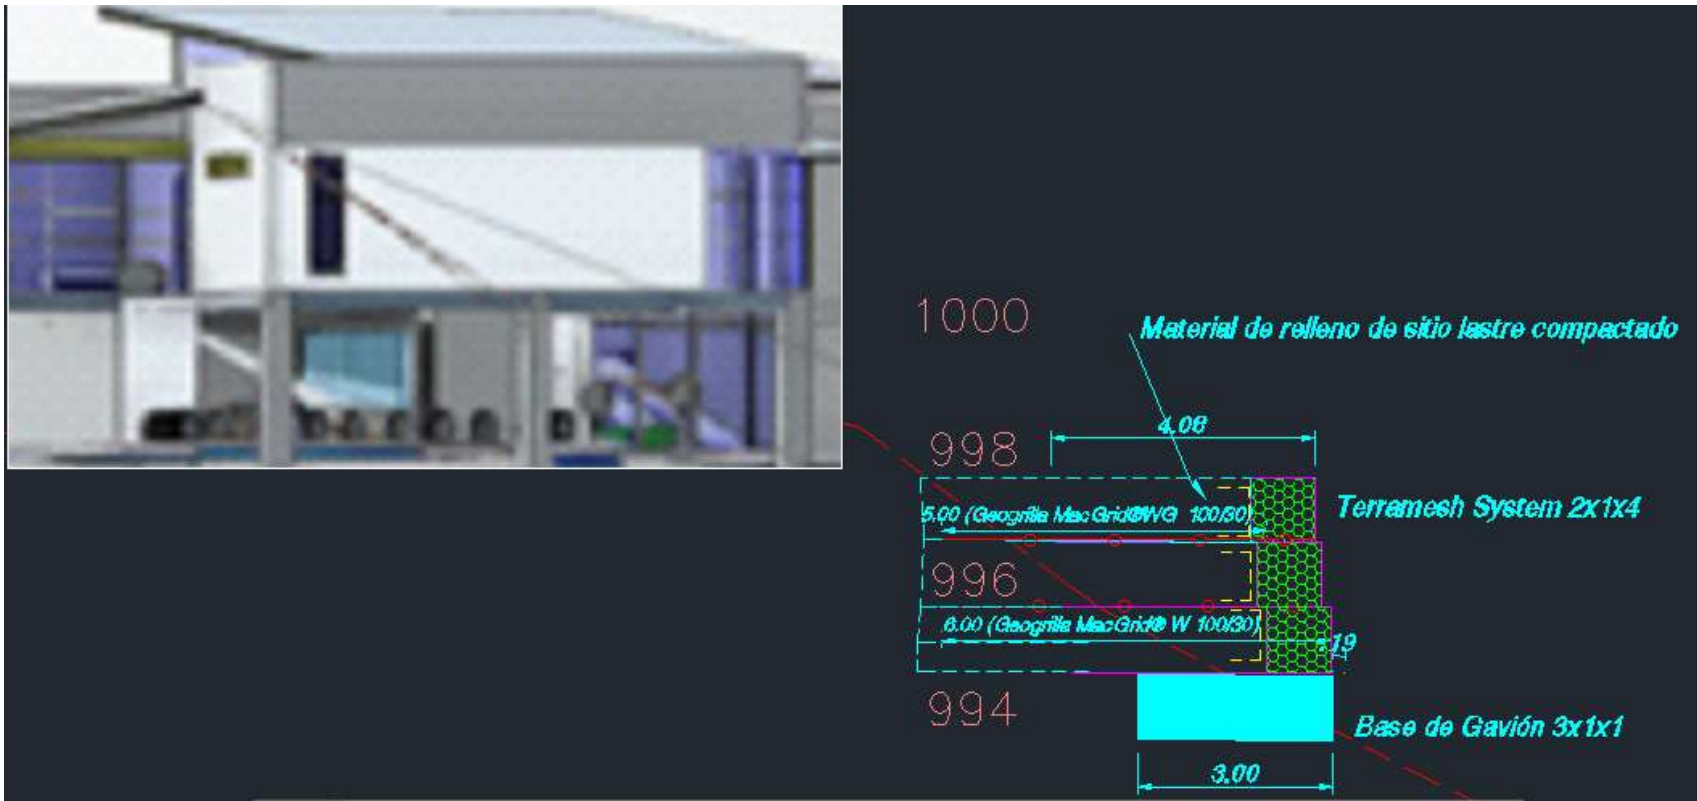 1000
Material de relleno de sitio lastre compactado
4.08
998
Terramesh System 2x1x4
5.00 (Geogrilla MacGrid®WG 100/30)
996
6.00 (Geogrilla MacGrid® W 100/30)
19
994
Base de Gavión 3x1x1
3.00